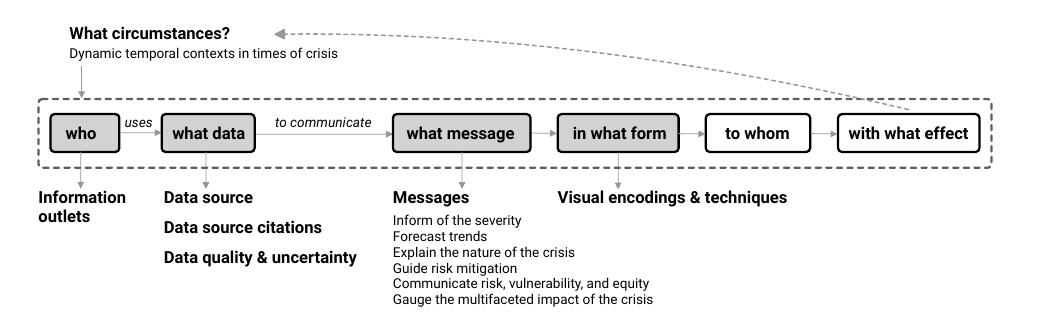 What circumstances?
Dynamic temporal contexts in times of crisis
who
uses
what data
to communicate
what message
in what form
to whom
with what effect
Information
outlets
Data source
Data source citations
Data quality & uncertainty
Messages
Inform of the severity
Forecast trends
Explain the nature of the crisis
Guide risk mitigation
Communicate risk, vulnerability, and equity
Gauge the multifaceted impact of the crisis
Visual encodings & techniques